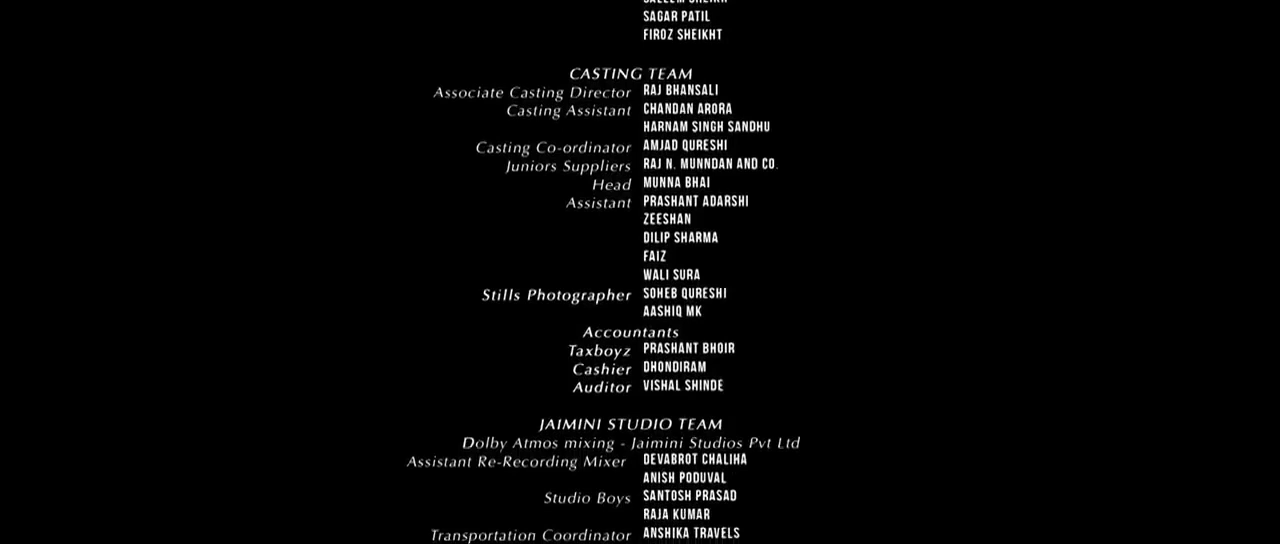 SALEEM SHEIKH
SAGAR PATIL
FIROZ SHEIKHT
CASTING TEAM
Associate Casting Director RAJ BHANSALI
Casting Assistant CHANDAN ARORA
HARNAM SINGH SANDHU
Casting Co-ordinator AMJAD QURESHI
Juniors Suppliers RAJ N. MUNNDAN AND CO.
Head MUNNA BHAI
Assistant PRASHANT ADARSHI
ZEESHAN
DILIP SHARMA
FAIZ
WALI SURA
Stills Photographer SOHEB QURESHI
AASHIQ MK
Accountants
Taxboyz PRASHANT BHOIR
Cashier DHONDIRAM
Auditor VISHAL SHINDE
JAIMINI STUDIO TEAM
Dolby Atmos mixing - Jaimini Studios Pvt Ltd
Assistant Re-Recording Mixer DEVABROT CHALIHA
ANISH PODUVAL
Studio Boys SANTOSH PRASAD
RAJA KUMAR
Transportation Coordinator ANSHIKA TRAVELS